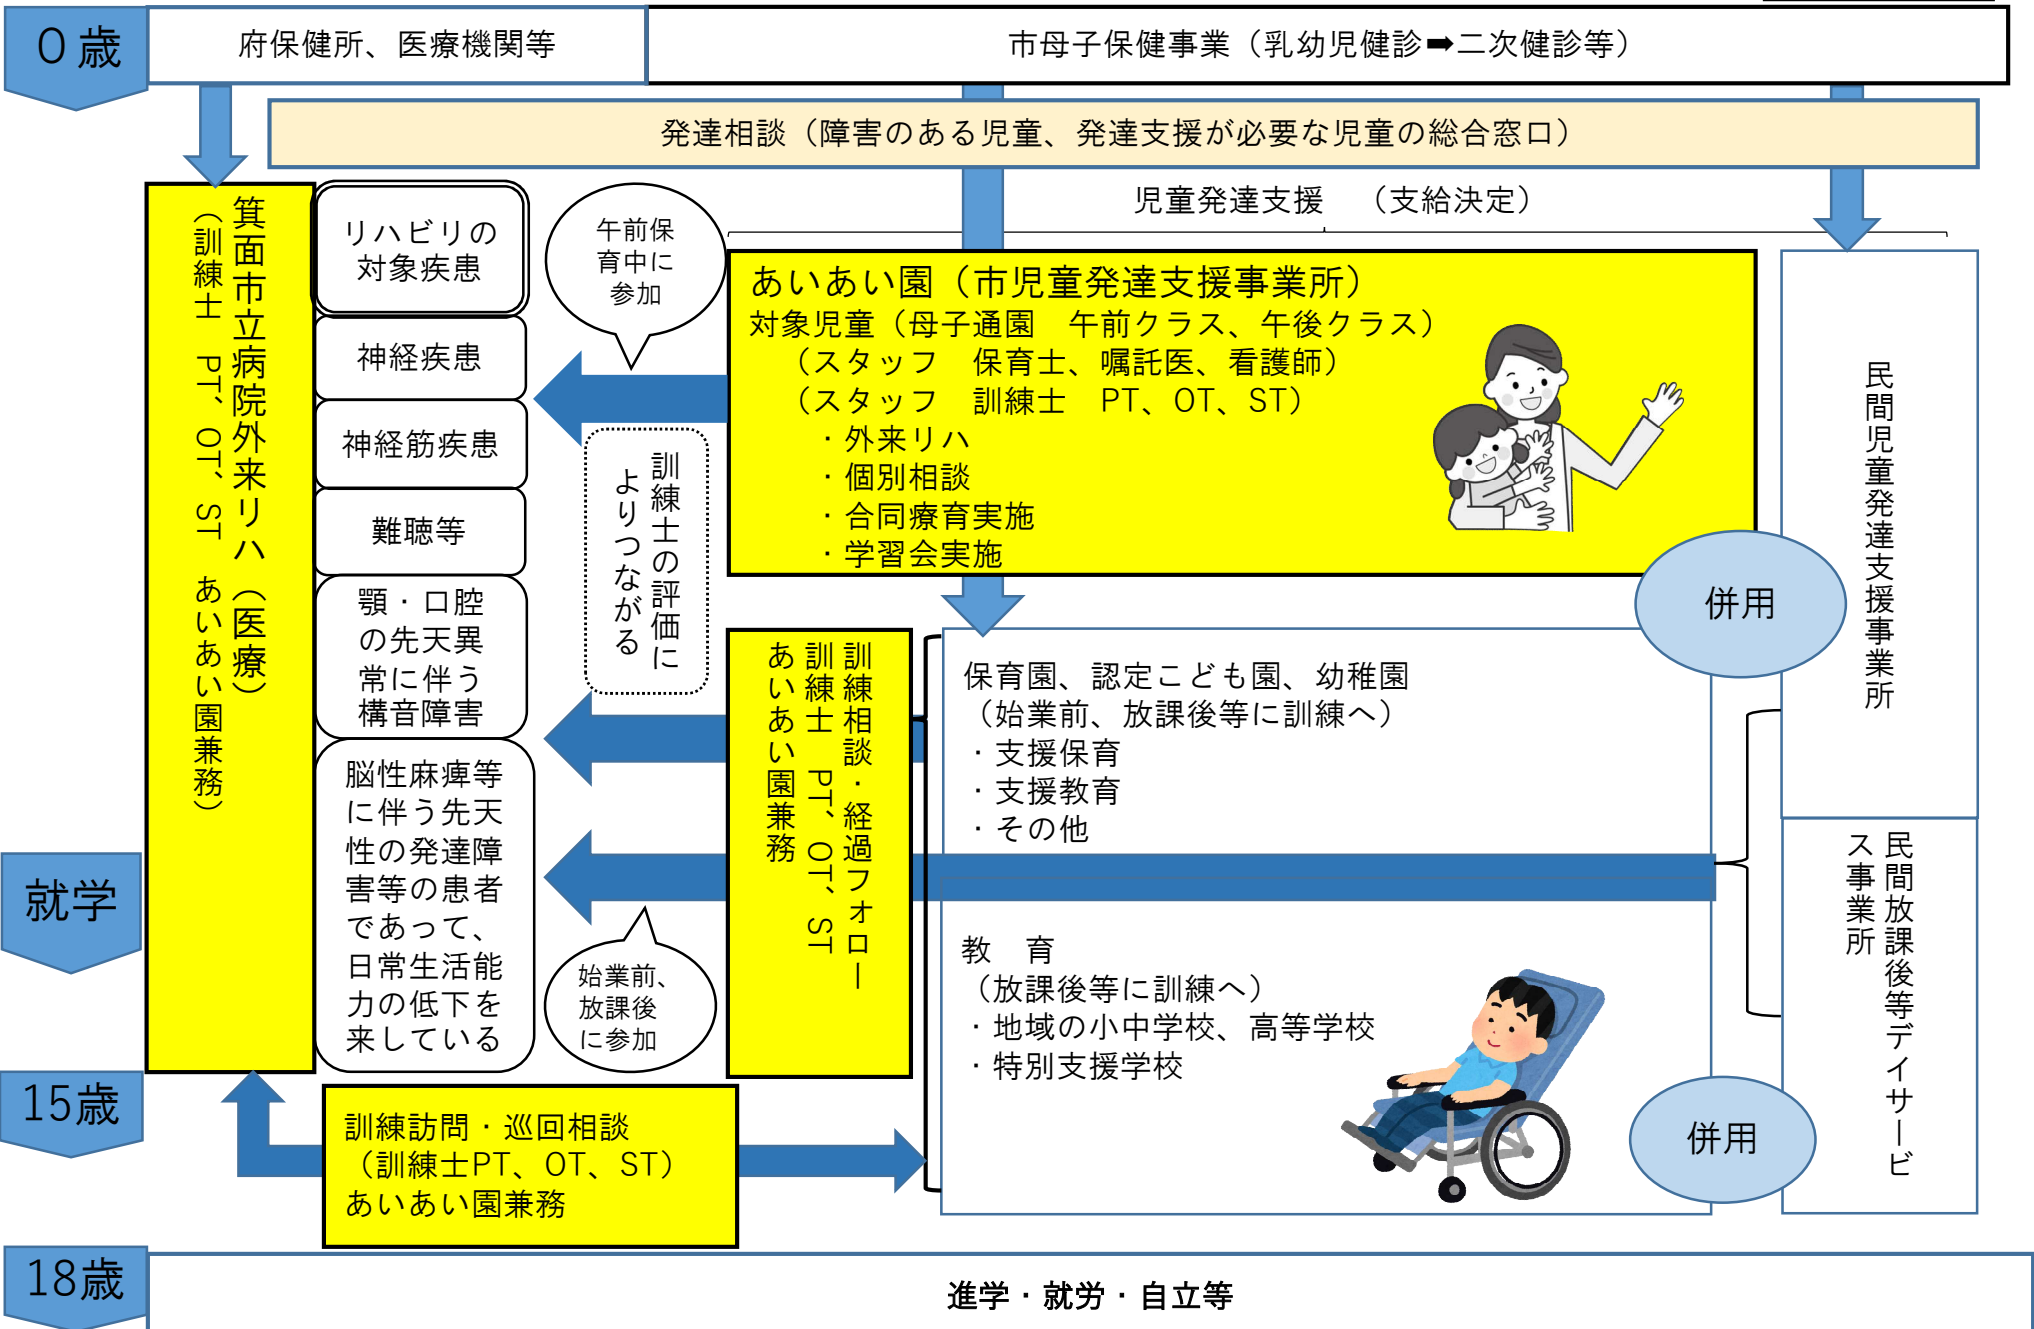 ０歳
府保健所、医療機関等
市母子保健事業（乳幼児健診➡二次健診等）
発達相談（障害のある児童、発達支援が必要な児童の総合窓口）
児童発達支援　（支給決定）
箕面市立病院外来リハ（医療）
（訓練士　PT、OT、ST　あいあい園兼務）
リハビリの
対象疾患
神経疾患
神経筋疾患
難聴等
顎・口腔
の先天異
常に伴う
構音障害
脳性麻痺等
に伴う先天
性の発達障
害等の患者
であって、
日常生活能
力の低下を
来している
午前保
育中に
参加
あいあい園（市児童発達支援事業所）
対象児童（母子通園　午前クラス、午後クラス）
（スタッフ　保育士、嘱託医、看護師）
（スタッフ　訓練士　PT、OT、ST）
・外来リハ
・個別相談
・合同療育実施
・学習会実施
訓練士の評価に
よりつながる
民間児童発達支援事業所
併用
訓練相談・経過フォロー
訓練士　PT、OT、ST
あいあい園兼務
保育園、認定こども園、幼稚園
（始業前、放課後等に訓練へ）
・支援保育
・支援教育
・その他
就学
始業前、
放課後
に参加
教　育
（放課後等に訓練へ）
・地域の小中学校、高等学校
・特別支援学校
民間放課後等デイサービ
ス事業所
併用
15歳
訓練訪問・巡回相談
（訓練士PT、OT、ST）
あいあい園兼務
18歳
進学・就労・自立等